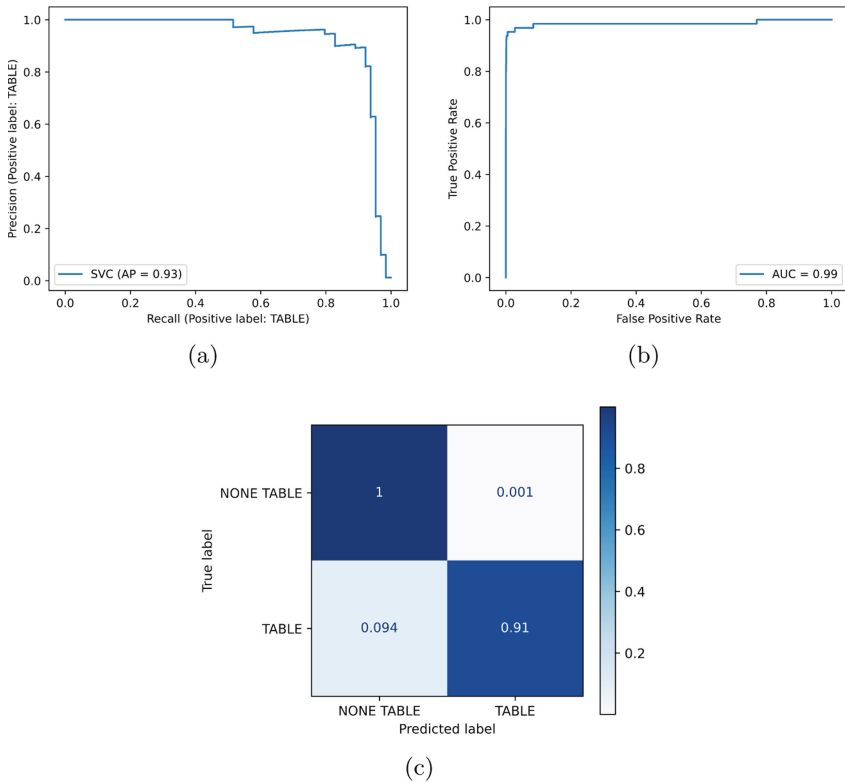 1.0
0.8
0.6
0.4
0.2
0.0
Precision (Positive label: TABLE)
SVC (AP = 0.93)
0.0 0.2 0.4 0.6 0.8 1.0
Recall (Positive label: TABLE)
(a)
1.0
0.8
0.6
0.4
0.2
0.0
True Positive Rate
AUC = 0.99
0.0 0.2 0.4 0.6 0.8 1.0
False Positive Rate
(b)
True label
NONE TABLE
TABLE
1 0.001
0.094 0.91
NONE TABLE TABLE
Predicted label
0.8
0.6
0.4
0.2
(c)